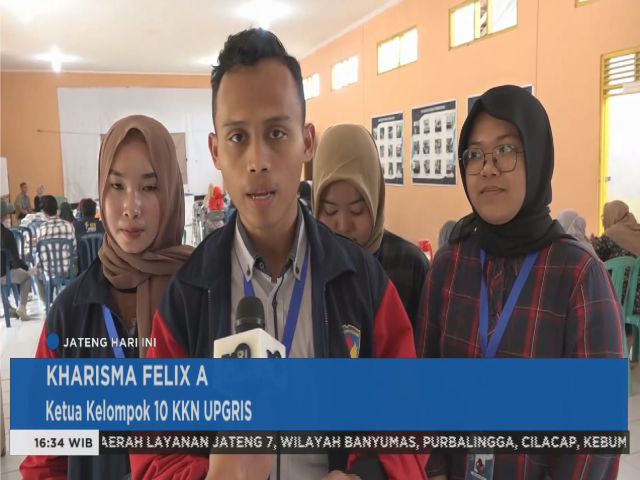 JATENG HARI INI
KHARISMA FELIX A
Ketua Kelompok 10 KKN UPGRIS
16:34 WIB
AERAH LAYANAN JATENG 7, WILAYAH BANYUMAS, PURBALINGGA, CILACAP, KEBUM